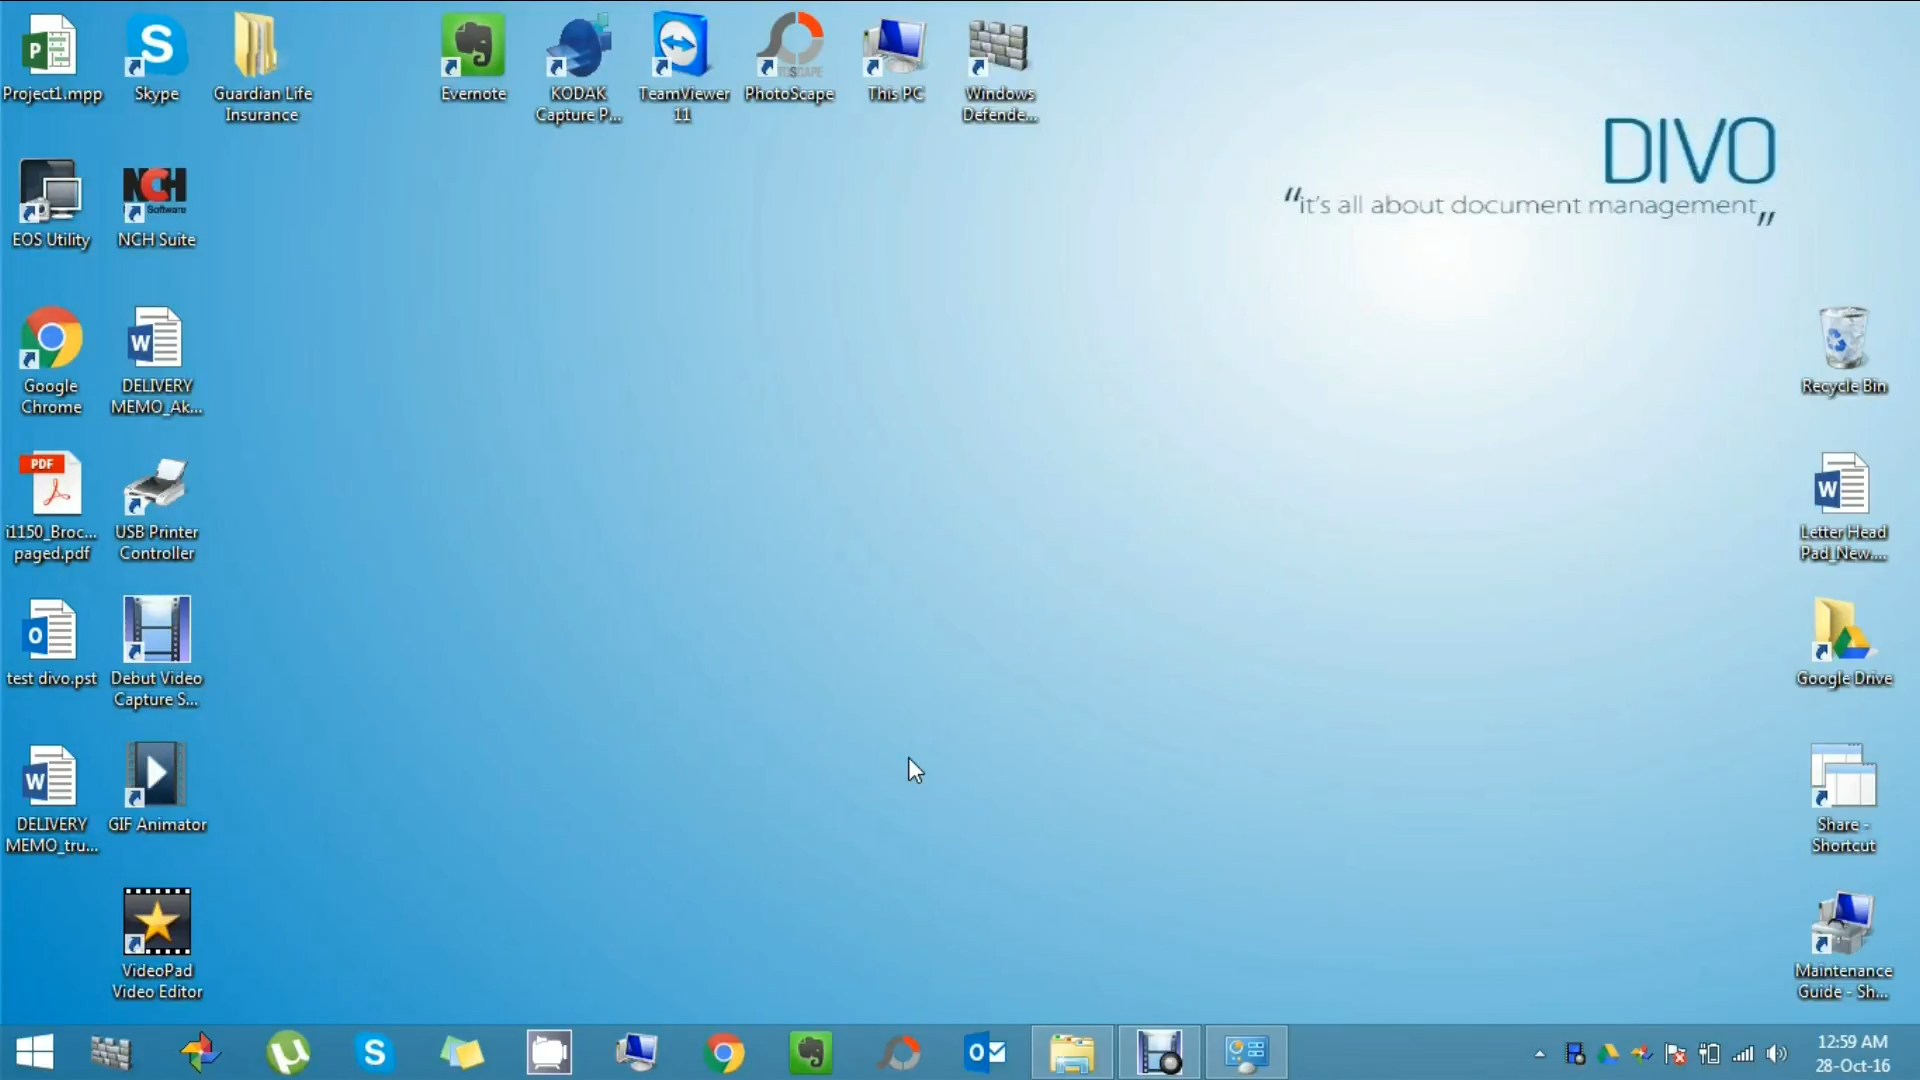 Project1.mpp
Skype
Guardian Life
Insurance
Evernote
KODAK
Capture P...
TeamViewer
11
PhotoScape
This PC
Windows
Defende...
DIVO
“it's all about document management„
EOS Utility
NCH Suite
Google
Chrome
DELIVERY
MEMO_Ak...
Recycle Bin
PDF
i1150_Broc...
paged.pdf
USB Printer
Controller
Letter Head
Pad_New....
test divo.pst
Debut Video
Capture S...
Google Drive
DELIVERY
MEMO_tru...
GIF Animator
Share -
Shortcut
VideoPad
Video Editor
Maintenance
Guide - Sh...
12:59 AM
28-Oct-16